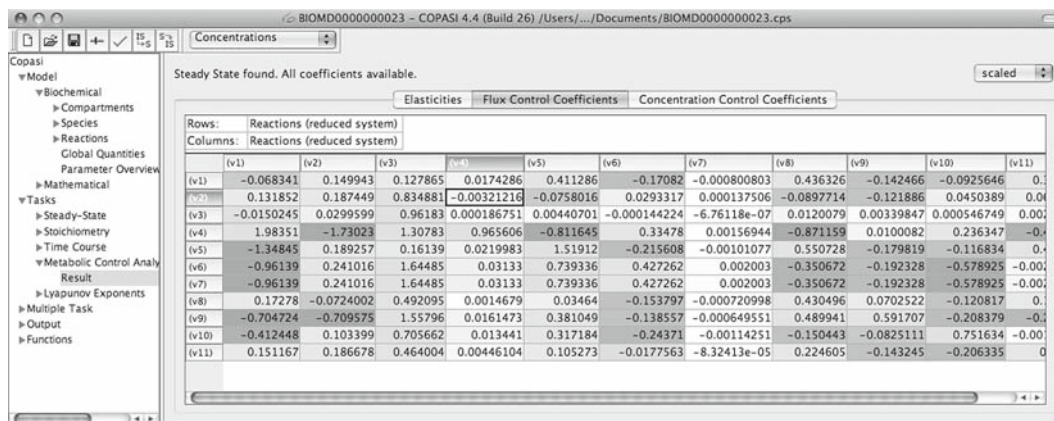 BIOMD0000000023 – COPASI 4.4 (Build 26) /Users/.../Documents/BIOMD0000000023.cps
Concentrations
Copasi
Model
Biochemical
Compartments
Species
Reactions
Global Quantities
Parameter Overview
Mathematical
Tasks
Steady-State
Stoichiometry
Time Course
Metabolic Control Analy
Result
Lyapunov Exponents
Multiple Task
Output
Functions
Steady State found. All coefficients available.
scaled
Elasticities Flux Control Coefficients Concentration Control Coefficients
Rows: Reactions (reduced system)
Columns: Reactions (reduced system)
(v1) (v2) (v3) (v4) (v5) (v6) (v7) (v8) (v9) (v10) (v11)
(v1) -0.068341 0.149943 0.127865 0.0174286 0.411286 -0.17082 -0.000800803 0.436326 -0.142466 -0.0925646
(v2) 0.131852 0.187449 0.834881 -0.00321216 -0.0758016 0.0293317 0.000137506 -0.0897714 -0.121886 0.0450389
(v3) -0.0150245 0.0299599 0.96183 0.000186751 0.00440701 -0.000144224 -6.76118e-07 0.0120079 0.00339847 0.000546749
(v4) 1.98351 -1.73023 1.30783 0.965606 -0.811645 0.33478 0.00156944 -0.871159 0.0100082 0.236347
(v5) -1.34845 0.189257 0.16139 0.0219983 1.51912 -0.215608 -0.00101077 0.550728 -0.179819 -0.116834
(v6) -0.96139 0.241016 1.64485 0.03133 0.739336 0.427262 0.002003 -0.350672 -0.192328 -0.578925
(v7) -0.96139 0.241016 1.64485 0.03133 0.739336 0.427262 0.002003 -0.350672 -0.192328 -0.578925
(v8) 0.17278 -0.0724002 0.492095 0.0014679 0.03464 -0.153797 -0.000720998 0.430496 0.0702522 -0.120817
(v9) -0.704724 -0.709575 1.55796 0.0161473 0.381049 -0.138557 -0.000649551 0.489941 0.591707 -0.208379
(v10) -0.412448 0.103399 0.705662 0.013441 0.317184 -0.24371 -0.00114251 -0.150443 -0.0825111 0.751634
(v11) 0.151167 0.186678 0.464004 0.00446104 0.105273 -0.0177563 -8.32413e-05 0.224605 -0.143245 -0.206335